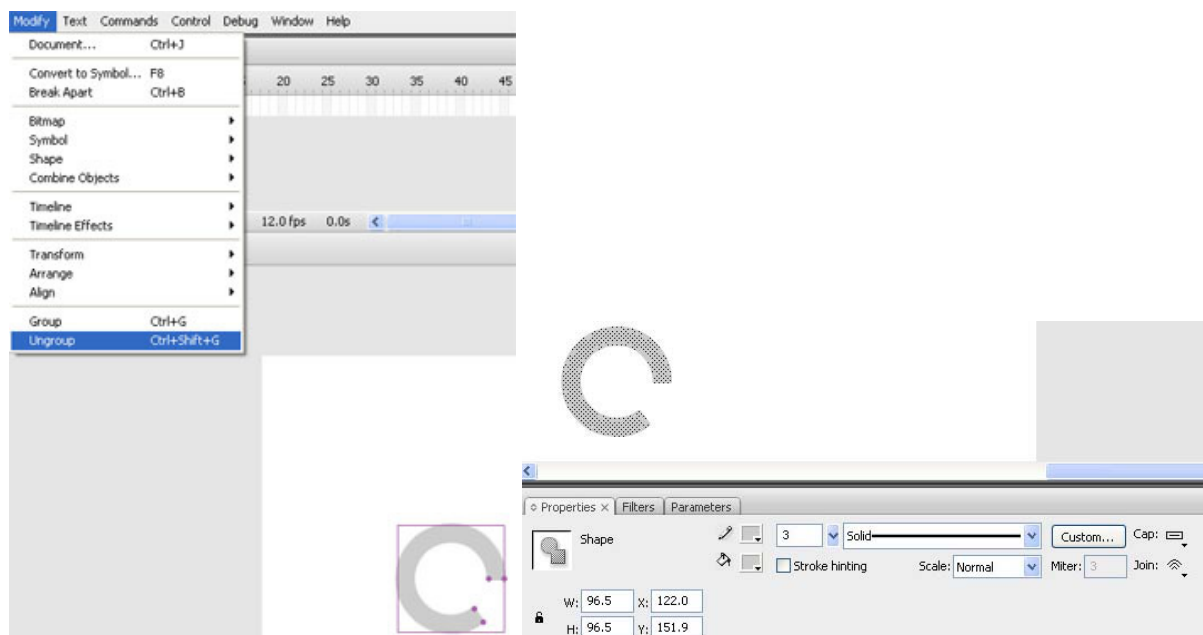 Modify Text Commands Control Debug Window Help
Document... Ctrl+J
Convert to Symbol... F8
Break Apart Ctrl+B
Bitmap
Symbol
Shape
Combine Objects
Timeline
Timeline Effects
Transform
Arrange
Align
Group Ctrl+G
Ungroup Ctrl+Shift+G
20 25 30 35 40 45
12.0 fps 0.0s
Properties × Filters Parameters
Shape
3 Solid Custom... Cap:
Stroke hinting Scale: Normal Miter: 3 Join:
W: 96.5 X: 122.0
H: 96.5 Y: 151.9